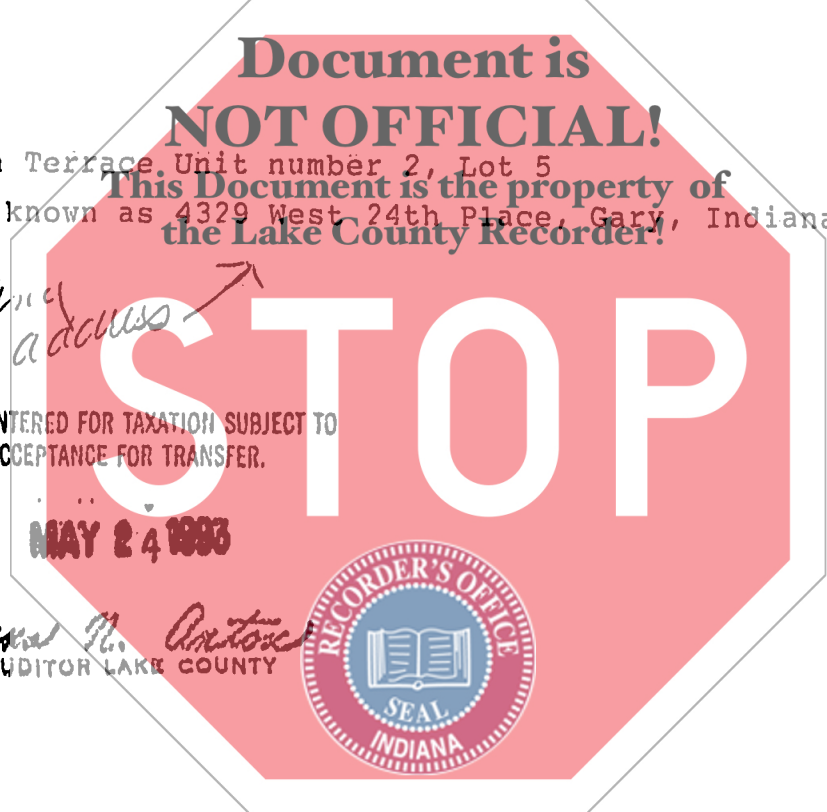 Document is
NOT OFFICIAL!
Terrace Unit number 2, Lot 5
This Document is the property of
known as 4329 West 24th Place, Gary, Indiana
the Lake County Recorder!
address
STOP
NTERED FOR TAXATION SUBJECT TO
CCEPTANCE FOR TRANSFER.
MAY 24 1993
N. Anton
UDITOR LAKE COUNTY
RECORDER'S OFFICE
SEAL
INDIANA